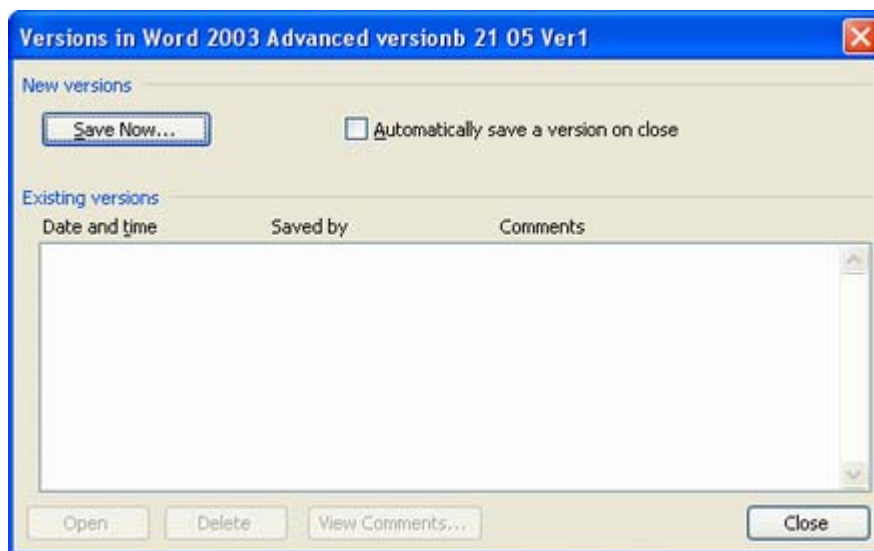 Versions in Word 2003 Advanced versionb 21 05 Ver1
New versions
Save Now...
Automatically save a version on close
Existing versions
Date and time Saved by Comments
Open Delete View Comments... Close